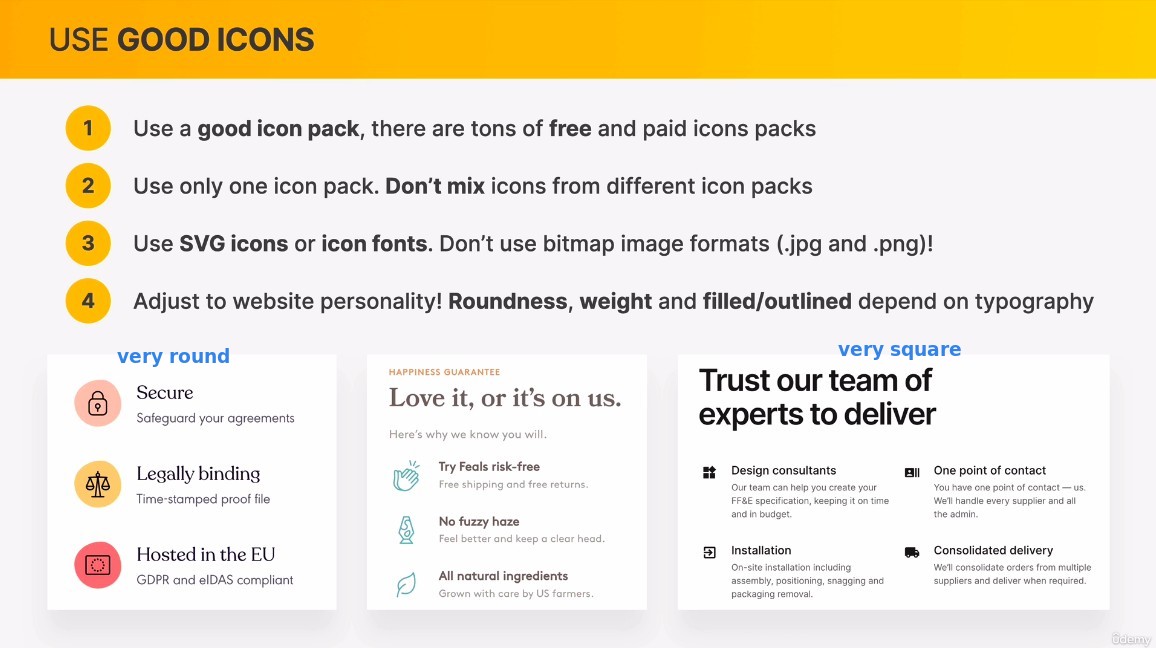 USE GOOD ICONS
1 Use a good icon pack, there are tons of free and paid icons packs
2 Use only one icon pack. Don’t mix icons from different icon packs
3 Use SVG icons or icon fonts. Don’t use bitmap image formats (.jpg and .png)!
4 Adjust to website personality! Roundness, weight and filled/outlined depend on typography
very round
Secure
Safeguard your agreements
Legally binding
Time-stamped proof file
Hosted in the EU
GDPR and eIDAS compliant
HAPPINESS GUARANTEE
Love it, or it’s on us.
Here’s why we know you will.
Try Feals risk-free
Free shipping and free returns.
No fuzzy haze
Feel better and keep a clear head.
All natural ingredients
Grown with care by US farmers.
very square
Trust our team of
experts to deliver
Design consultants
Our team can help you create your
FF&E specification, keeping it on time
and in budget.
One point of contact
You have one point of contact — us.
We’ll handle every supplier and all
the admin.
Installation
On-site installation including
assembly, positioning, snagging and
packaging removal.
Consolidated delivery
We’ll consolidate orders from multiple
suppliers and deliver when required.
ûdemy